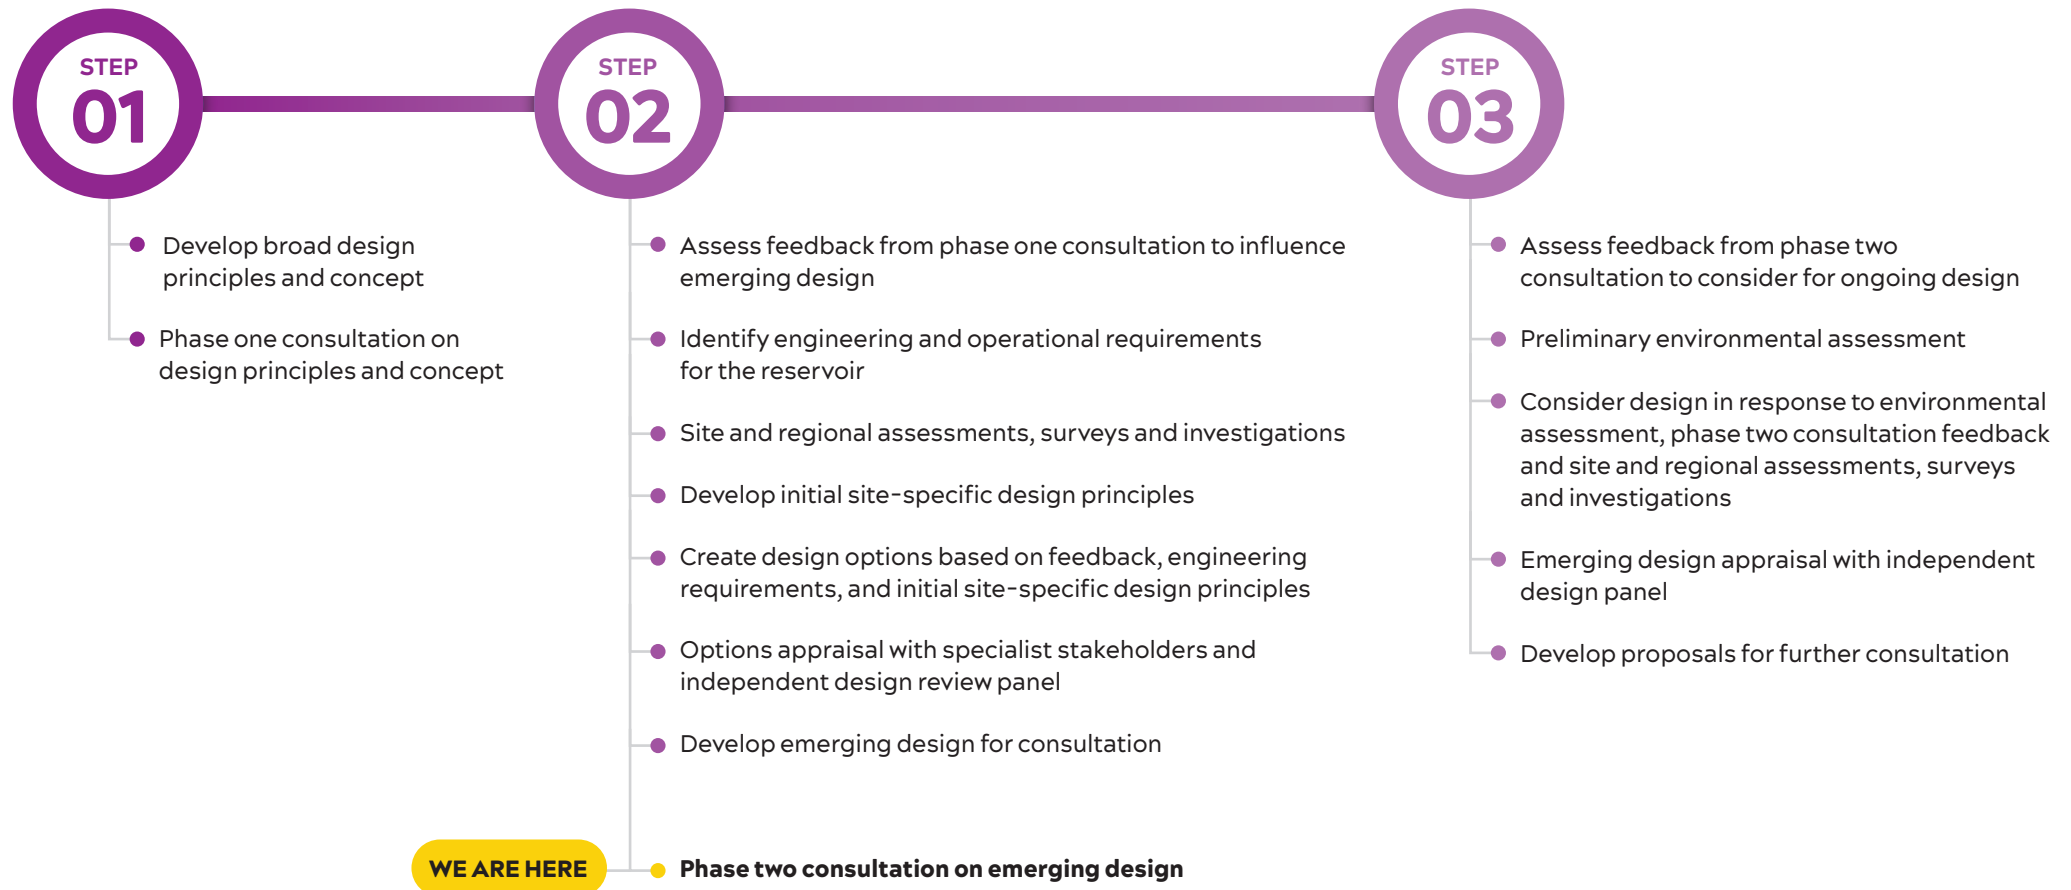 STEP
01
Develop broad design
principles and concept
Phase one consultation on
design principles and concept
STEP
02
Assess feedback from phase one consultation to influence
emerging design
Identify engineering and operational requirements
for the reservoir
Site and regional assessments, surveys and investigations
Develop initial site-specific design principles
Create design options based on feedback, engineering
requirements, and initial site-specific design principles
Options appraisal with specialist stakeholders and
independent design review panel
Develop emerging design for consultation
WE ARE HERE
Phase two consultation on emerging design
STEP
03
Assess feedback from phase two
consultation to consider for ongoing design
Preliminary environmental assessment
Consider design in response to environmental
assessment, phase two consultation feedback
and site and regional assessments, surveys
and investigations
Emerging design appraisal with independent
design panel
Develop proposals for further consultation